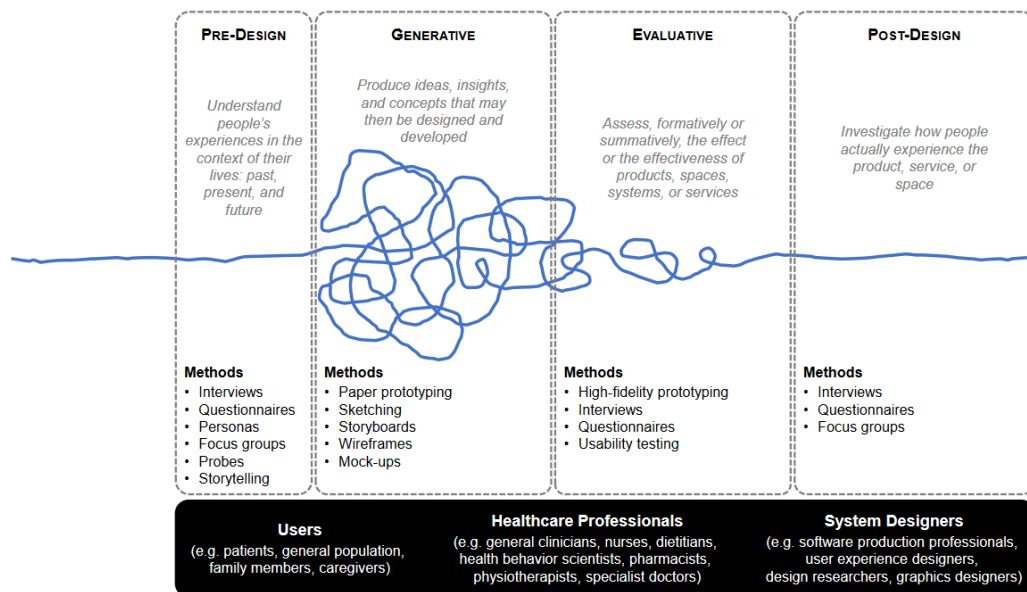 PRE-DESIGN
Understand
people's
experiences in the
context of their
lives: past,
present, and
future
Methods
• Interviews
• Questionnaires
• Personas
• Focus groups
• Probes
• Storytelling
GENERATIVE
Produce ideas, insights,
and concepts that may
then be designed and
developed
Methods
• Paper prototyping
• Sketching
• Storyboards
• Wireframes
• Mock-ups
EVALUATIVE
Assess, formatively or
summatively, the effect
or the effectiveness of
products, spaces,
systems, or services
Methods
• High-fidelity prototyping
• Interviews
• Questionnaires
• Usability testing
POST-DESIGN
Investigate how people
actually experience the
product, service, or
space
Methods
• Interviews
• Questionnaires
• Focus groups
Users
(e.g. patients, general population,
family members, caregivers)
Healthcare Professionals
(e.g. general clinicians, nurses, dietitians,
health behavior scientists, pharmacists,
physiotherapists, specialist doctors)
System Designers
(e.g. software production professionals,
user experience designers,
design researchers, graphics designers)